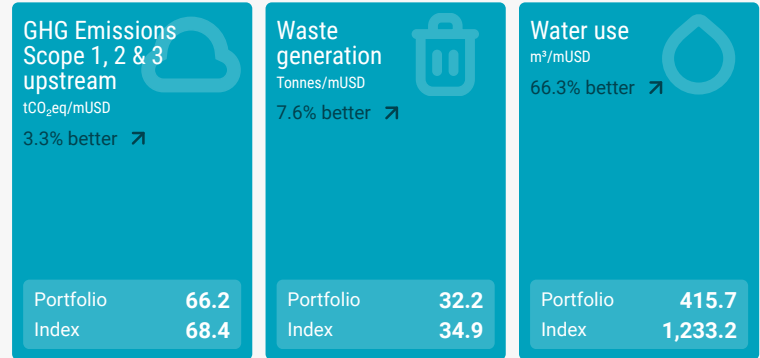 GHG Emissions
Scope 1, 2 & 3
upstream
tCO₂eq/mUSD
3.3% better
Portfolio 66.2
Index 68.4
Waste
generation
Tonnes/mUSD
7.6% better
Portfolio 32.2
Index 34.9
Water use
m³/mUSD
66.3% better
Portfolio 415.7
Index 1,233.2